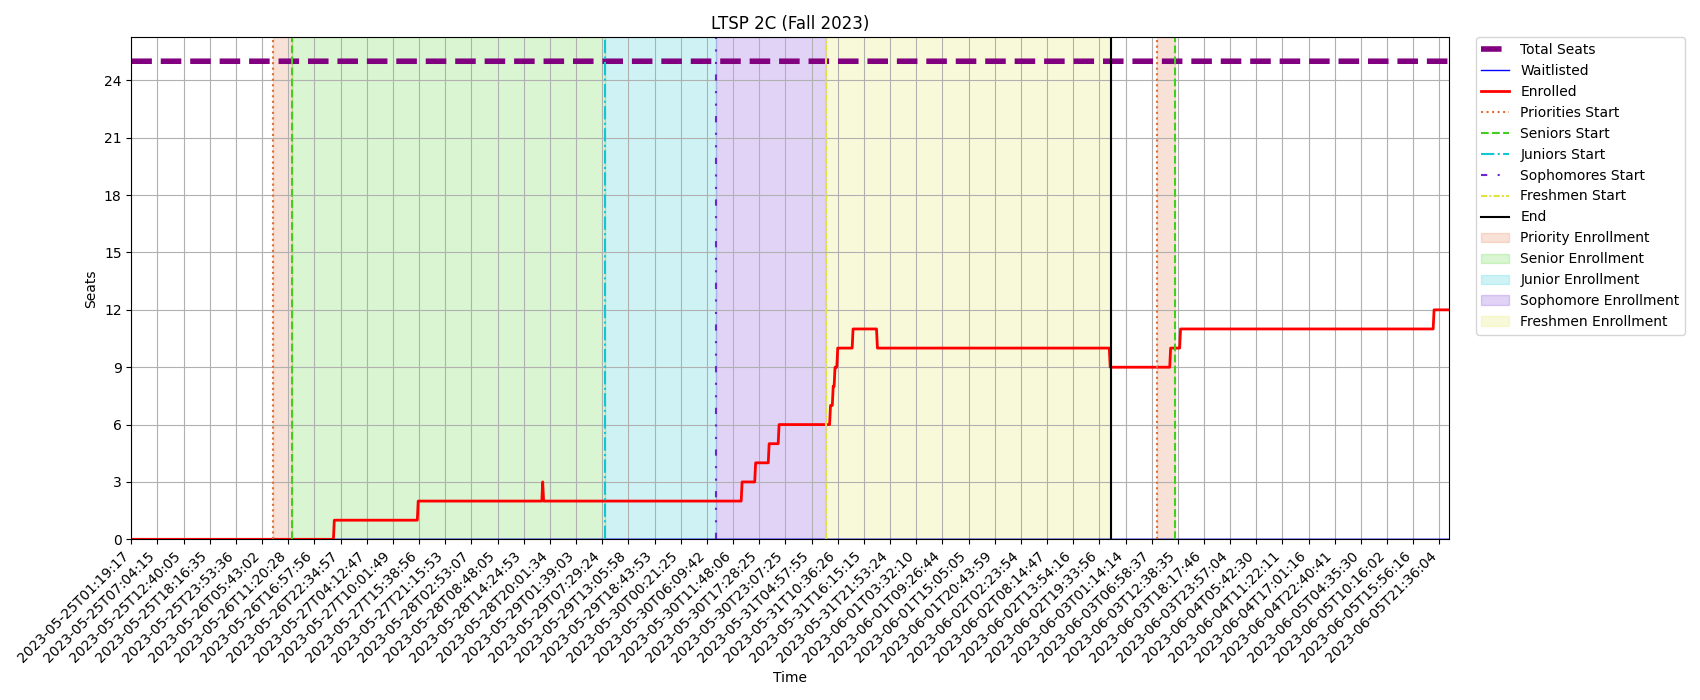 LTSP 2C (Fall 2023)
Seats
24
21
18
15
12
9
6
3
0
2023-05-25T01:19:17
2023-05-25T07:04:15
2023-05-25T12:40:05
2023-05-25T18:16:35
2023-05-25T23:53:36
2023-05-26T05:43:02
2023-05-26T11:20:28
2023-05-26T16:57:56
2023-05-26T22:34:57
2023-05-27T04:12:47
2023-05-27T10:01:49
2023-05-27T15:38:56
2023-05-27T21:15:53
2023-05-28T02:53:07
2023-05-28T08:48:05
2023-05-28T14:24:53
2023-05-28T20:01:34
2023-05-29T01:39:03
2023-05-29T07:29:24
2023-05-29T13:05:58
2023-05-29T18:43:53
2023-05-30T00:21:25
2023-05-30T06:09:42
2023-05-30T11:48:06
2023-05-30T17:28:25
2023-05-30T23:07:25
2023-05-31T04:57:55
2023-05-31T10:36:26
2023-05-31T16:15:15
2023-05-31T21:53:24
2023-06-01T03:32:10
2023-06-01T09:26:44
2023-06-01T15:05:05
2023-06-01T20:43:59
2023-06-02T02:23:54
2023-06-02T08:14:47
2023-06-02T13:54:16
2023-06-02T19:33:56
2023-06-03T01:14:14
2023-06-03T06:58:37
2023-06-03T12:38:35
2023-06-03T18:17:46
2023-06-03T23:57:04
2023-06-04T05:42:30
2023-06-04T11:22:11
2023-06-04T17:01:16
2023-06-04T22:40:41
2023-06-05T04:35:30
2023-06-05T10:16:02
2023-06-05T15:56:16
2023-06-05T21:36:04
Time
Total Seats
Waitlisted
Enrolled
Priorities Start
Seniors Start
Juniors Start
Sophomores Start
Freshmen Start
End
Priority Enrollment
Senior Enrollment
Junior Enrollment
Sophomore Enrollment
Freshmen Enrollment